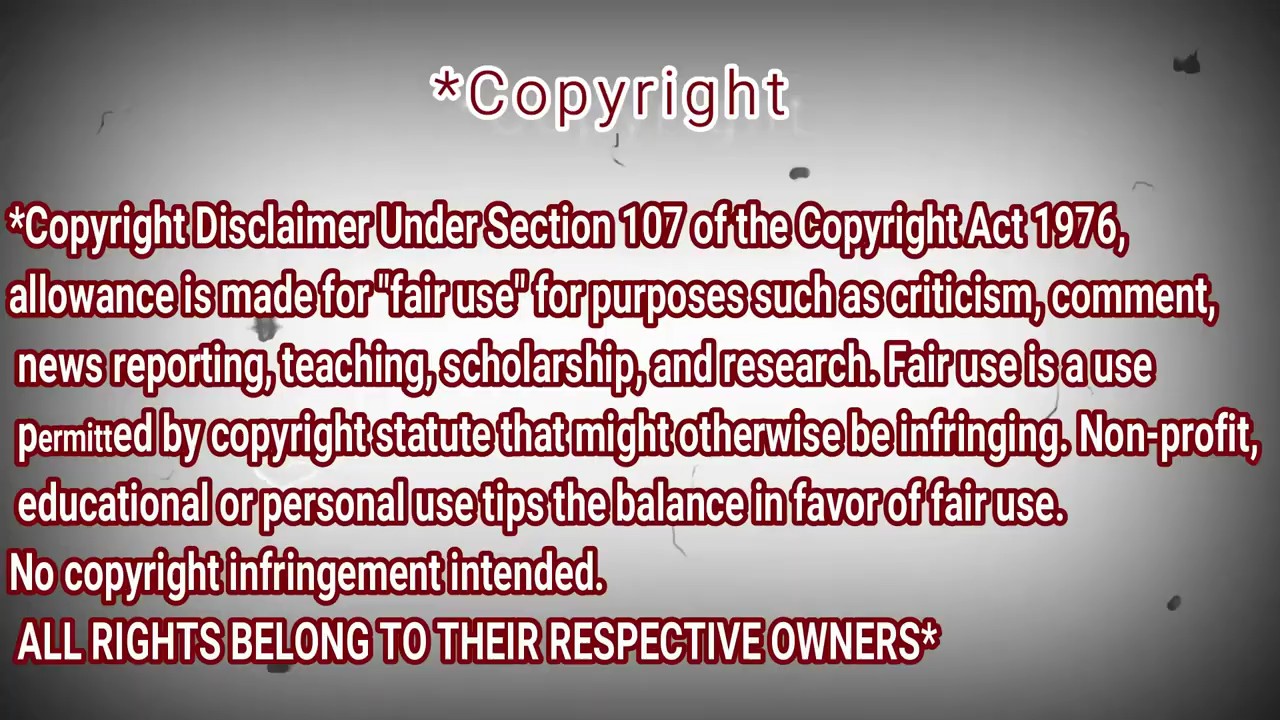 *Copyright
*Copyright Disclaimer Under Section 107 of the Copyright Act 1976,
allowance is made for "fair use" for purposes such as criticism, comment,
news reporting, teaching, scholarship, and research. Fair use is a use
permitted by copyright statute that might otherwise be infringing. Non-profit,
educational or personal use tips the balance in favor of fair use.
No copyright infringement intended.
ALL RIGHTS BELONG TO THEIR RESPECTIVE OWNERS*